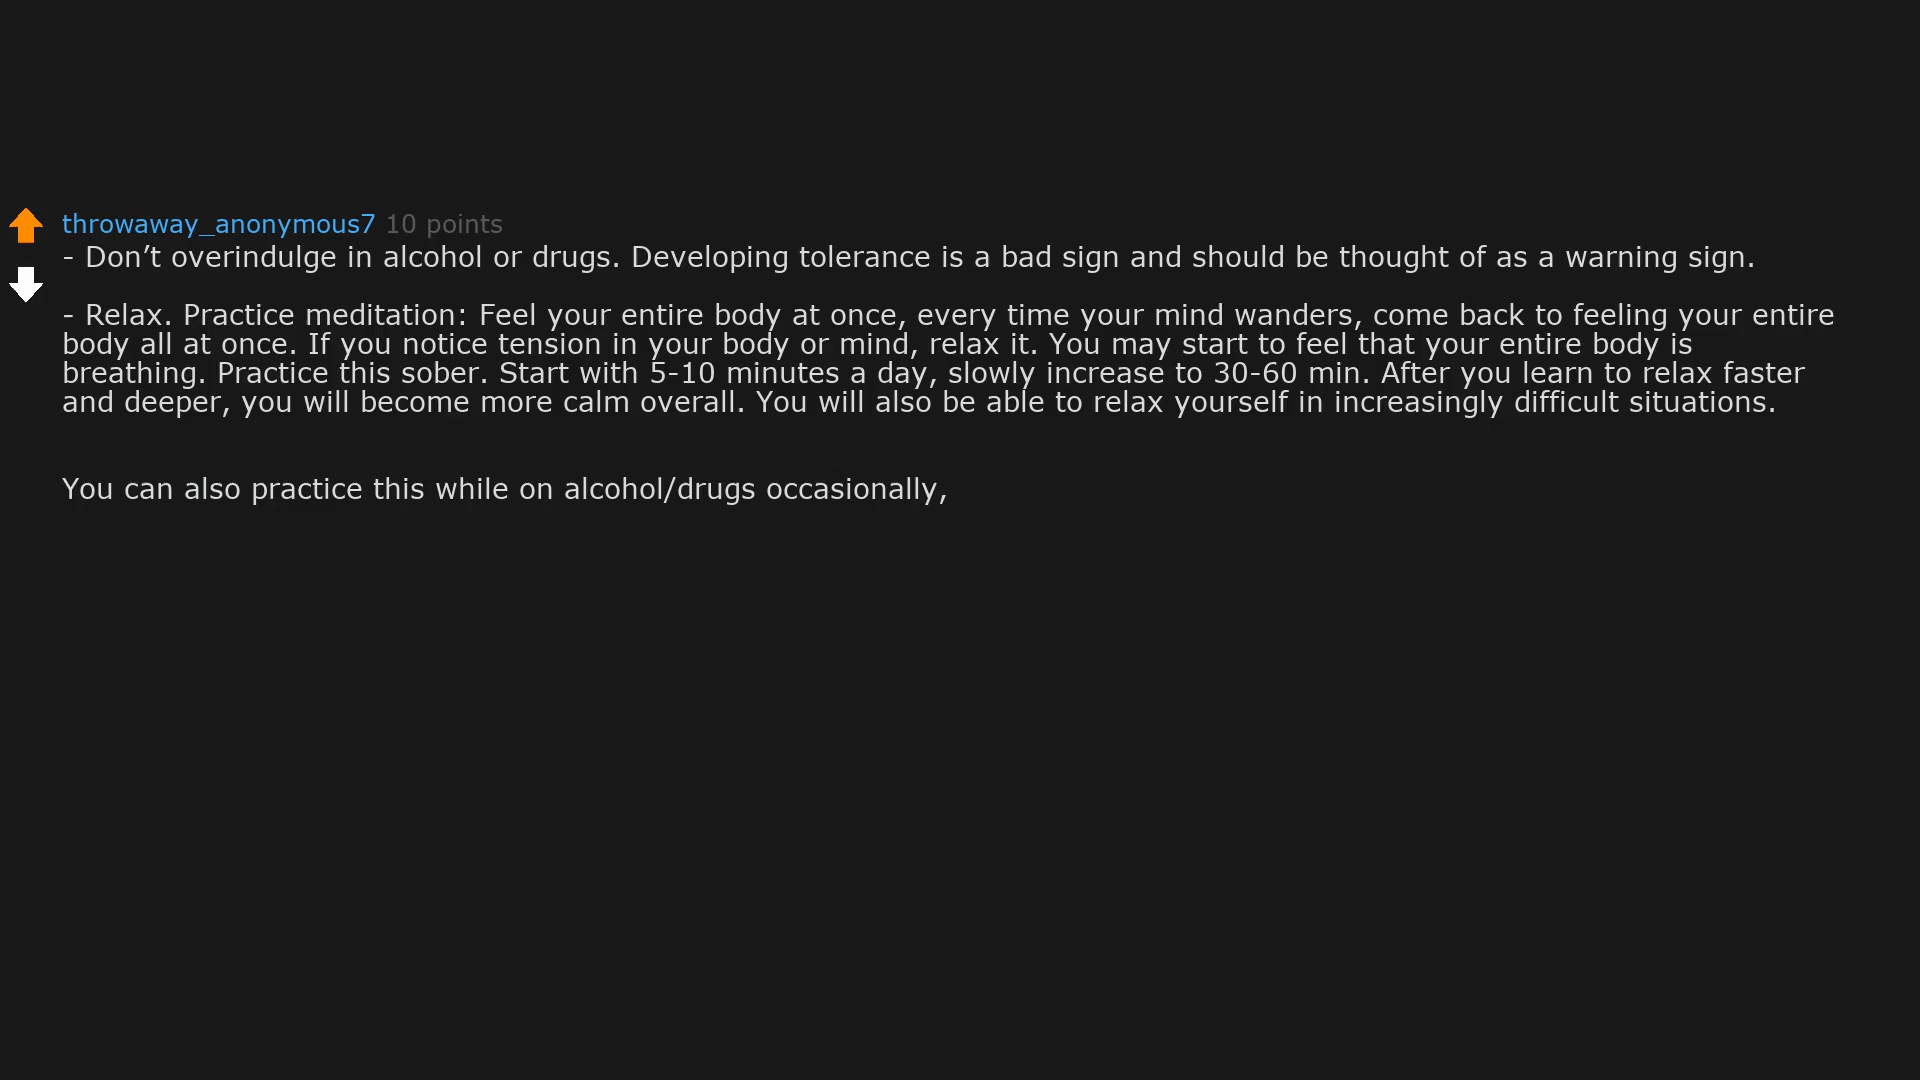 throwaway_anonymous7 10 points
- Don’t overindulge in alcohol or drugs. Developing tolerance is a bad sign and should be thought of as a warning sign.
- Relax. Practice meditation: Feel your entire body at once, every time your mind wanders, come back to feeling your entire
body all at once. If you notice tension in your body or mind, relax it. You may start to feel that your entire body is
breathing. Practice this sober. Start with 5-10 minutes a day, slowly increase to 30-60 min. After you learn to relax faster
and deeper, you will become more calm overall. You will also be able to relax yourself in increasingly difficult situations.
You can also practice this while on alcohol/drugs occasionally,